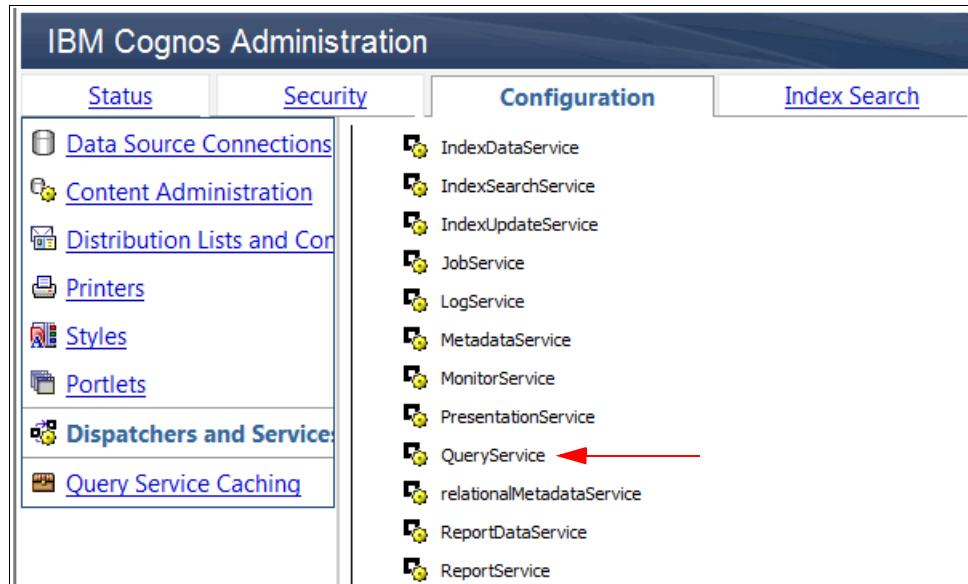 IBM Cognos Administration
Status
Security
Configuration
Index Search
Data Source Connections
Content Administration
Distribution Lists and Con
Printers
Styles
Portlets
Dispatchers and Services
Query Service Caching
IndexDataService
IndexSearchService
IndexUpdateService
JobService
LogService
MetadataService
MonitorService
PresentationService
QueryService
relationalMetadataService
ReportDataService
ReportService